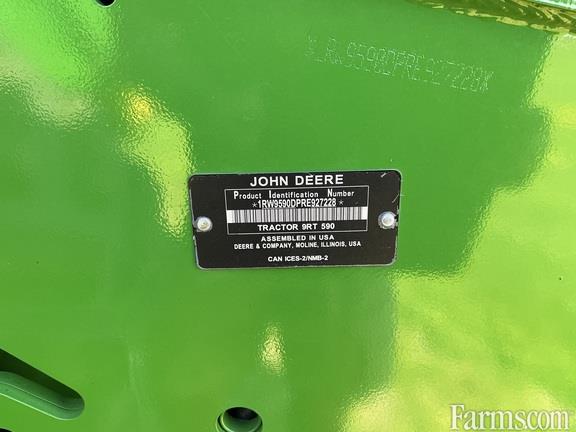 *1RW9590DPRE927228*
JOHN DEERE
Product Identification Number
*1RW9590DPRE927228*
TRACTOR 9RT 590
ASSEMBLED IN USA
DEERE & COMPANY, MOLINE, ILLINOIS, USA
CAN ICES-2/NMB-2
Farms.com